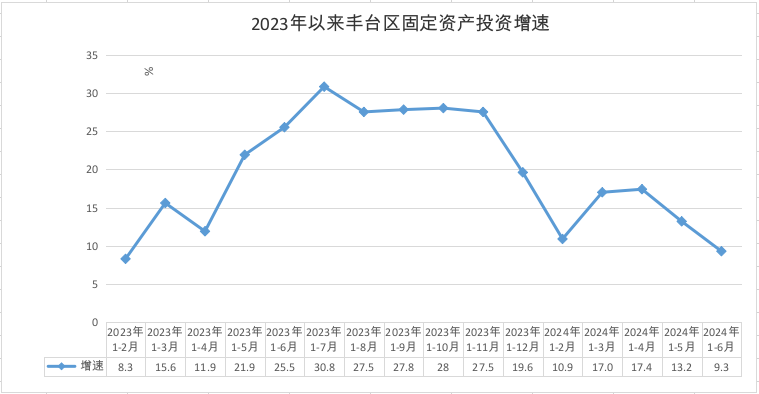 2023年以来丰台区固定资产投资增速
%
35
30
25
20
15
10
5
0
2023年 2023年 2023年 2023年 2023年 2023年 2023年 2023年 2023年 2023年 2023年 2024年 2024年 2024年 2024年 2024年
1-2月 1-3月 1-4月 1-5月 1-6月 1-7月 1-8月 1-9月 1-10月 1-11月 1-12月 1-2月 1-3月 1-4月 1-5月 1-6月
增速 8.3 15.6 11.9 21.9 25.5 30.8 27.5 27.8 28 27.5 19.6 10.9 17.0 17.4 13.2 9.3